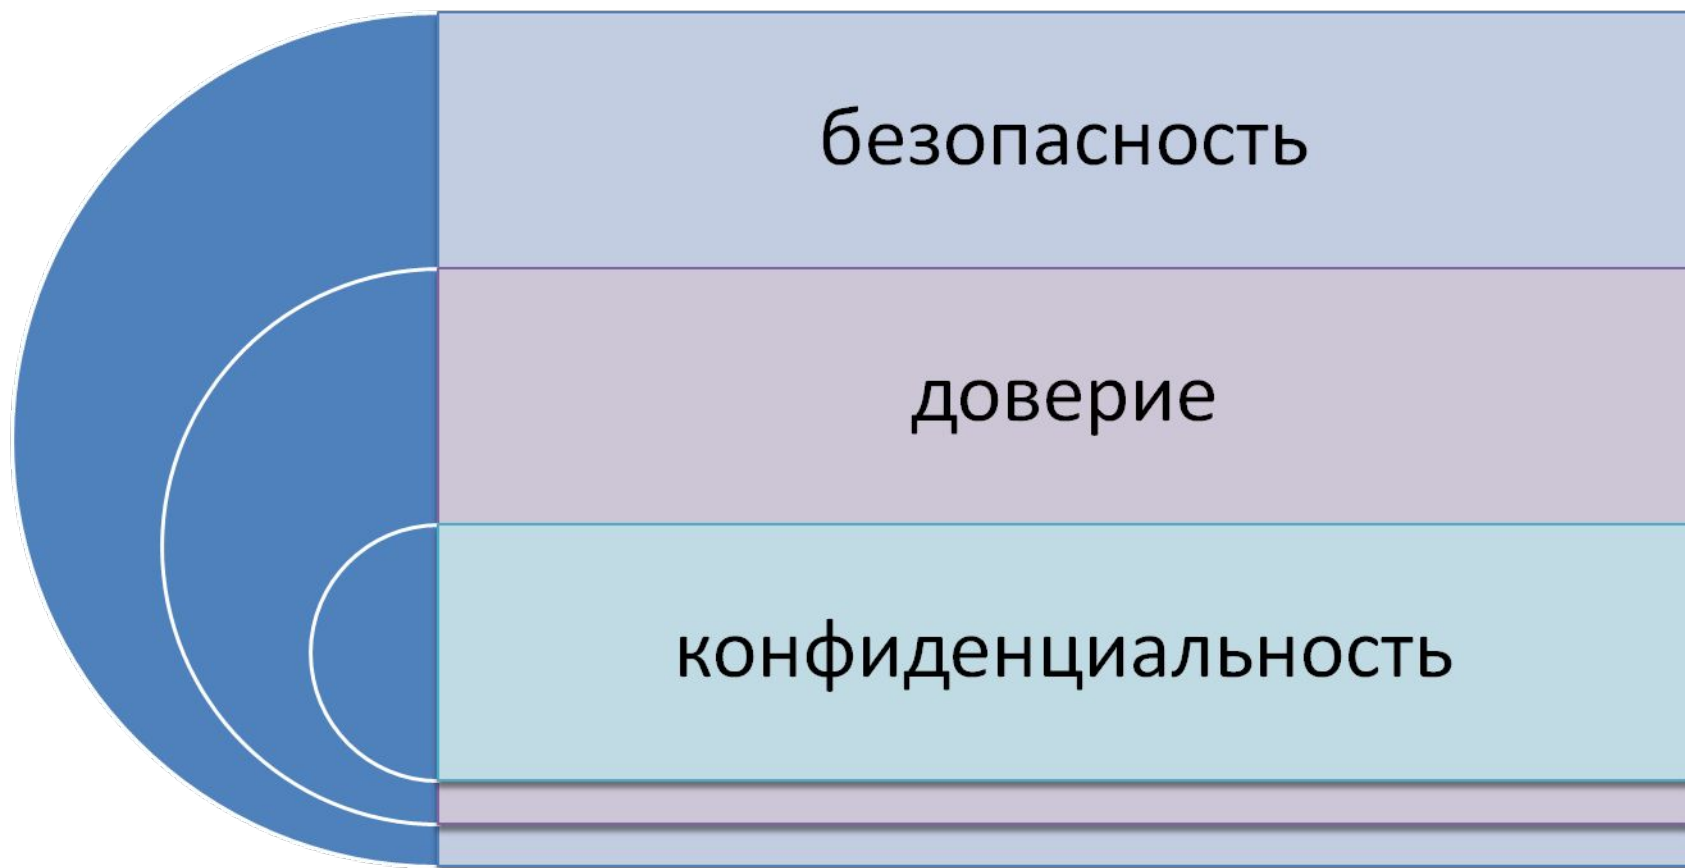 безопасность
доверие
конфиденциальность